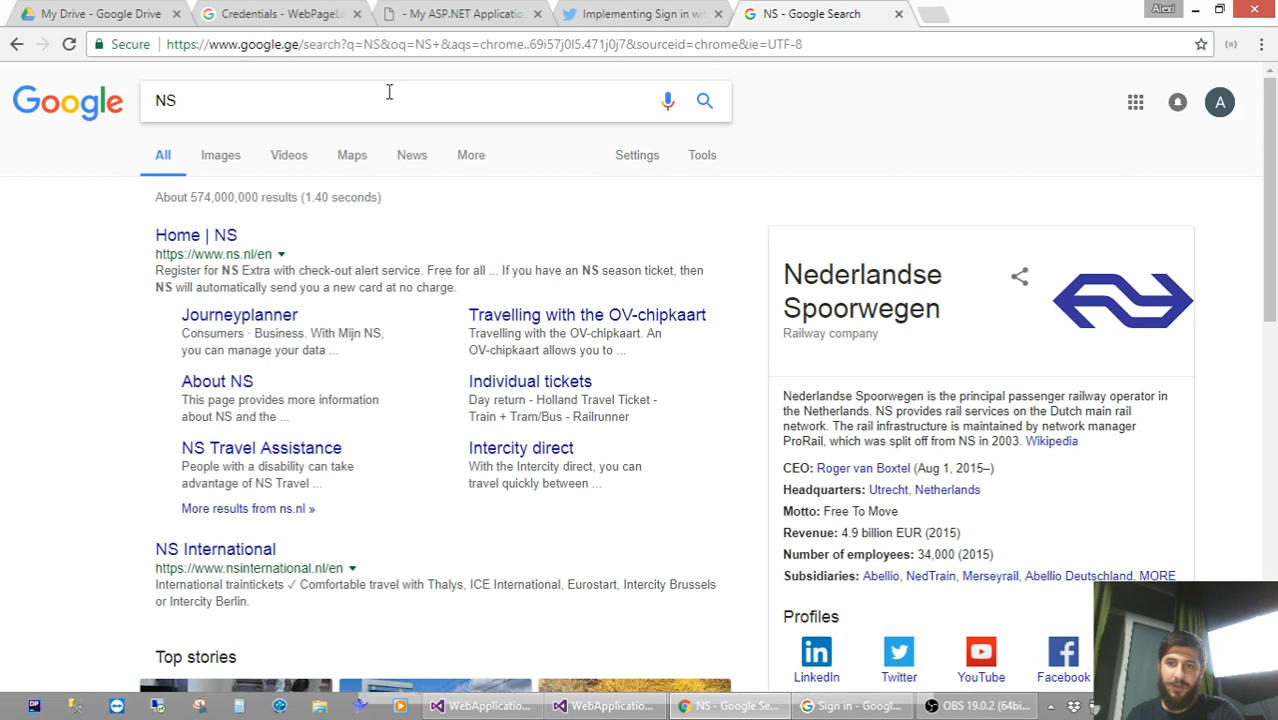 My Drive - Google Drive
Credentials - WebPageLo
- My ASP.NET Application
Implementing Sign in wit
NS - Google Search
Alexi
Secure
https://www.google.ge/search?q=NS&oq=NS+&aqs=chrome..69i57j0l5.471j0j7&sourceid=chrome&ie=UTF-8
Google
NS
A
All
Images
Videos
Maps
News
More
Settings
Tools
About 574,000,000 results (1.40 seconds)
Home | NS
https://www.ns.nl/en
Register for NS Extra with check-out alert service. Free for all ... If you have an NS season ticket, then
NS will automatically send you a new card at no charge.
Journeyplanner
Consumers · Business. With Mijn NS,
you can manage your data ...
Travelling with the OV-chipkaart
Travelling with the OV-chipkaart. An
OV-chipkaart allows you to ...
About NS
This page provides more information
about NS and the ...
Individual tickets
Day return - Holland Travel Ticket -
Train + Tram/Bus - Railrunner
NS Travel Assistance
People with a disability can take
advantage of NS Travel ...
Intercity direct
With the Intercity direct, you can
travel quickly between ...
More results from ns.nl »
NS International
https://www.nsinternational.nl/en
International traintickets ✓ Comfortable travel with Thalys, ICE International, Eurostart, Intercity Brussels
or Intercity Berlin.
Top stories
Nederlandse
Spoorwegen
Railway company
Nederlandse Spoorwegen is the principal passenger railway operator in
the Netherlands. NS provides rail services on the Dutch main rail
network. The rail infrastructure is maintained by network manager
ProRail, which was split off from NS in 2003. Wikipedia
CEO: Roger van Boxtel (Aug 1, 2015–)
Headquarters: Utrecht, Netherlands
Motto: Free To Move
Revenue: 4.9 billion EUR (2015)
Number of employees: 34,000 (2015)
Subsidiaries: Abellio, NedTrain, Merseyrail, Abellio Deutschland, MORE
Profiles
LinkedIn
Twitter
YouTube
Facebook
WebApplicatio...
WebApplication...
NS - Google Se...
Sign in - Googl...
OBS 19.0.2 (64bi...